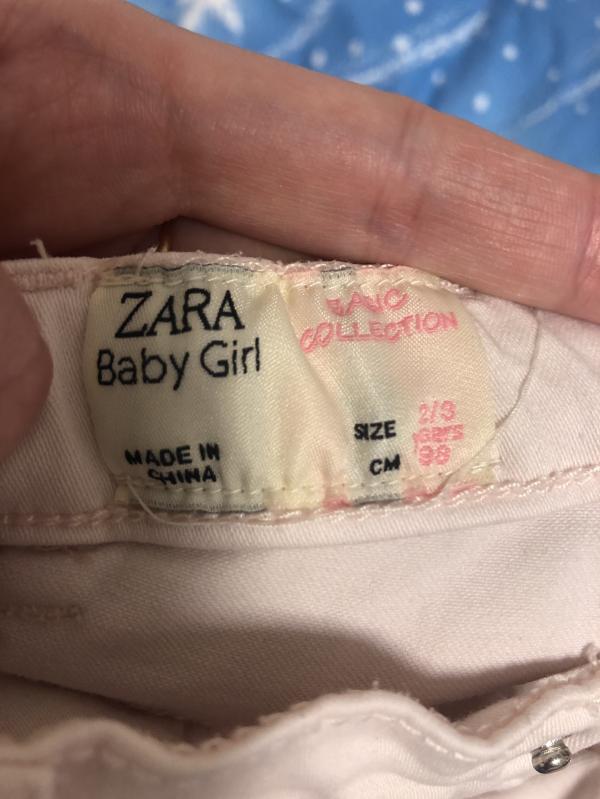 ZARA
Baby Girl
MADE IN
CHINA
BASIC
COLLECTION
SIZE 2/3
years
CM 98